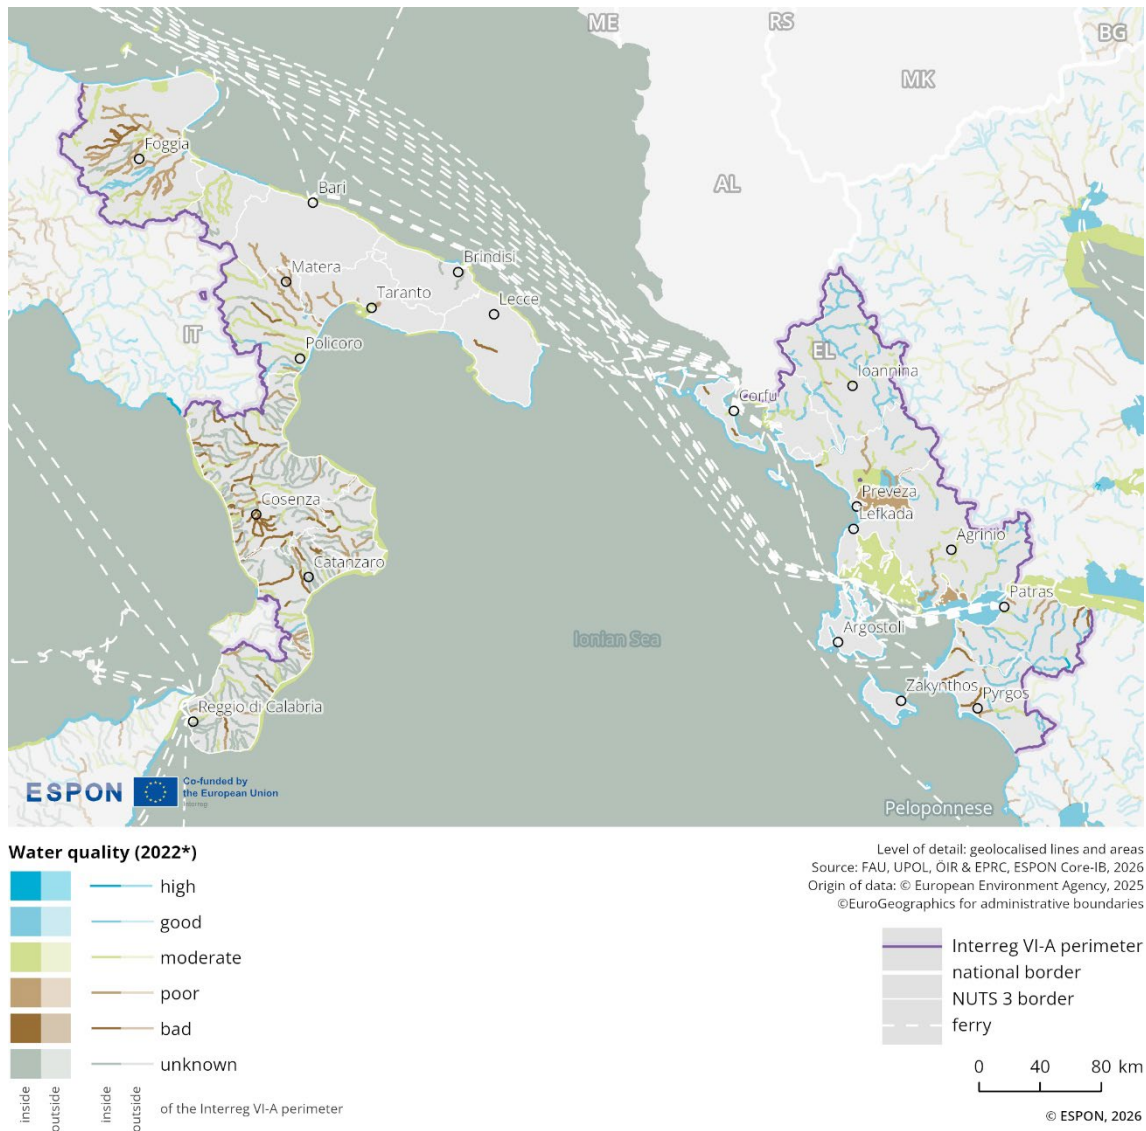 ME
RS
BG
MK
AL
IT
EL
Foggia
Bari
Matera
Brindisi
Taranto
Lecce
Policoro
Cosenza
Catanzaro
Reggio di Calabria
Corfu
Ioannina
Preveza
Lefkada
Agrinio
Patras
Argostoli
Zakynthos
Pyrgos
Ionian Sea
Peloponnese
ESPON
Co-funded by
the European Union
Interreg
Water quality (2022*)
high
good
moderate
poor
bad
unknown
inside
outside
inside
outside
of the Interreg VI-A perimeter
Level of detail: geolocalised lines and areas
Source: FAU, UPOL, ÖIR & EPRC, ESPON Core-IB, 2026
Origin of data: © European Environment Agency, 2025
©EuroGeographics for administrative boundaries
Interreg VI-A perimeter
national border
NUTS 3 border
ferry
0 40 80 km
© ESPON, 2026